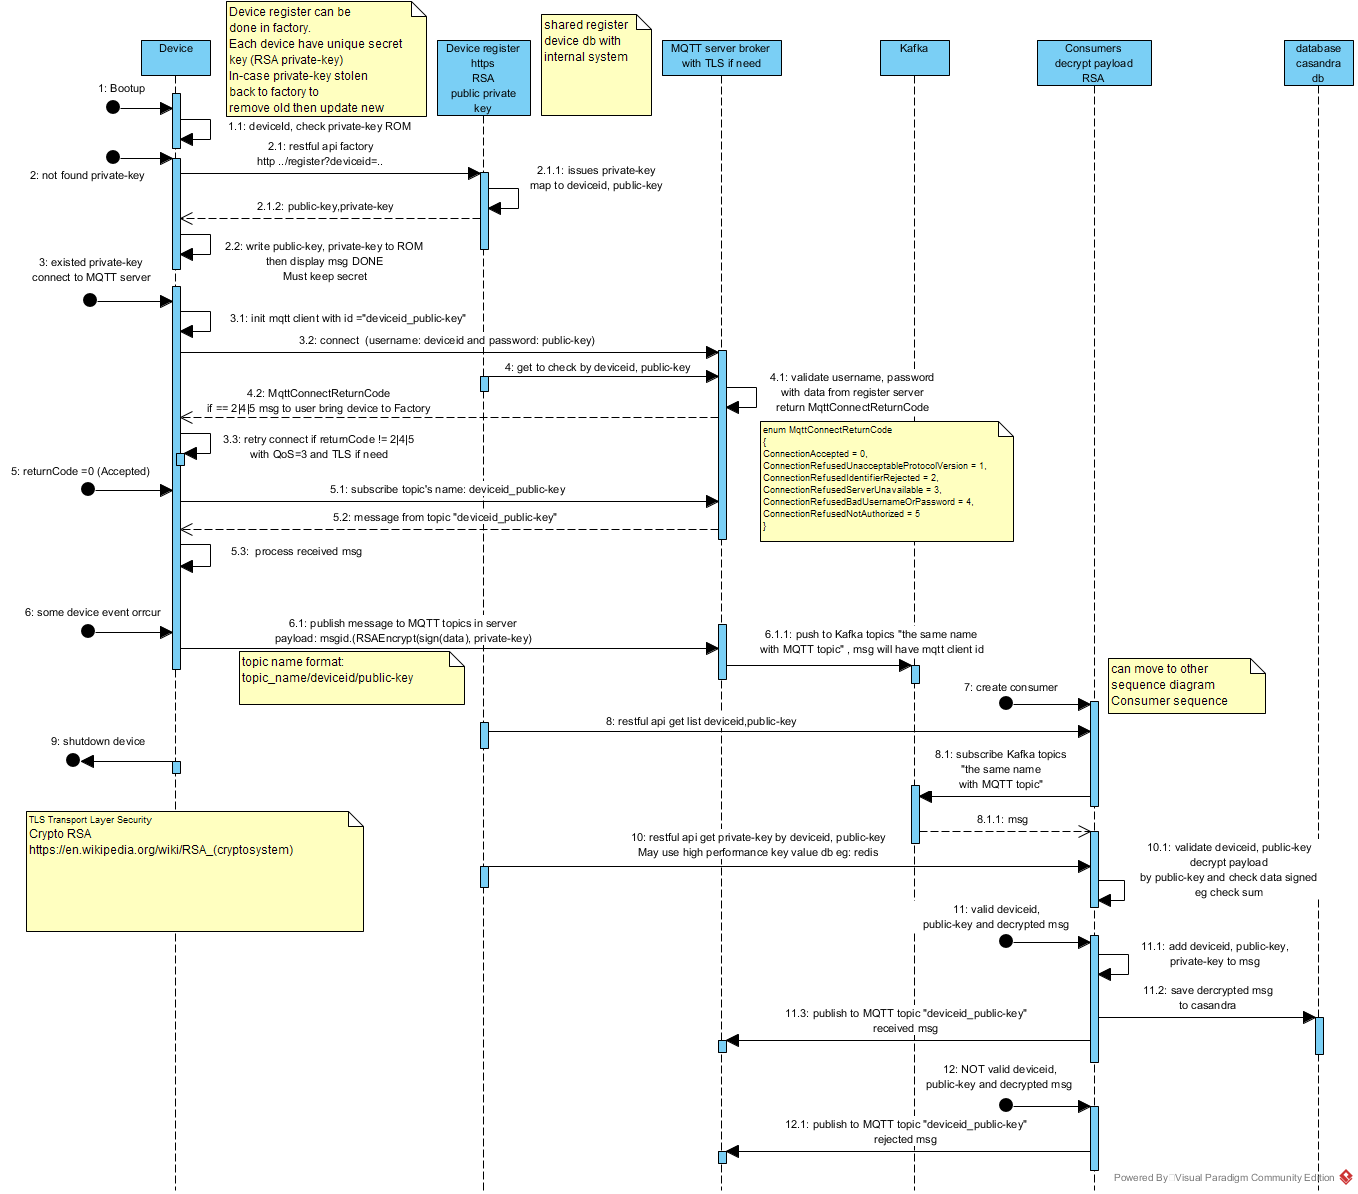 Device register can be
done in factory.
Each device have unique secret
key (RSA private-key)
In-case private-key stolen
back to factory to
remove old then update new
shared register
device db with
internal system
Device
Device register
https
RSA
public private
key
MQTT server broker
with TLS if need
Kafka
Consumers
decrypt payload
RSA
database
casandra
db
1: Bootup
1.1: deviceId, check private-key ROM
2.1: restful api factory
http ../register?deviceid=..
2: not found private-key
2.1.1: issues private-key
map to deviceid, public-key
2.1.2: public-key,private-key
2.2: write public-key, private-key to ROM
then display msg DONE
Must keep secret
3: existed private-key
connect to MQTT server
3.1: init mqtt client with id ="deviceid_public-key"
3.2: connect  (username: deviceid and password: public-key)
4: get to check by deviceid, public-key
4.1: validate username, password
with data from register server
return MqttConnectReturnCode
4.2: MqttConnectReturnCode
if == 2|4|5 msg to user bring device to Factory
enum MqttConnectReturnCode
{
ConnectionAccepted = 0,
ConnectionRefusedUnacceptableProtocolVersion = 1,
ConnectionRefusedIdentifierRejected = 2,
ConnectionRefusedServerUnavailable = 3,
ConnectionRefusedBadUsernameOrPassword = 4,
ConnectionRefusedNotAuthorized = 5
}
3.3: retry connect if returnCode != 2|4|5
with QoS=3 and TLS if need
5: returnCode =0 (Accepted)
5.1: subscribe topic's name: deviceid_public-key
5.2: message from topic "deviceid_public-key"
5.3:  process received msg
6: some device event orrcur
6.1: publish message to MQTT topics in server
payload: msgid.(RSAEncrypt(sign(data), private-key)
6.1.1: push to Kafka topics "the same name
with MQTT topic" , msg will have mqtt client id
topic name format:
topic_name/deviceid/public-key
can move to other
sequence diagram
Consumer sequence
7: create consumer
8: restful api get list deviceid,public-key
9: shutdown device
8.1: subscribe Kafka topics
"the same name
with MQTT topic"
8.1.1: msg
TLS Transport Layer Security
Crypto RSA
https://en.wikipedia.org/wiki/RSA_(cryptosystem)
10: restful api get private-key by deviceid, public-key
May use high performance key value db eg: redis
10.1: validate deviceid, public-key
decrypt payload
by public-key and check data signed
eg check sum
11: valid deviceid,
public-key and decrypted msg
11.1: add deviceid, public-key,
private-key to msg
11.2: save dercrypted msg
to casandra
11.3: publish to MQTT topic "deviceid_public-key"
received msg
12: NOT valid deviceid,
public-key and decrypted msg
12.1: publish to MQTT topic "deviceid_public-key"
rejected msg
Powered By Visual Paradigm Community Edition